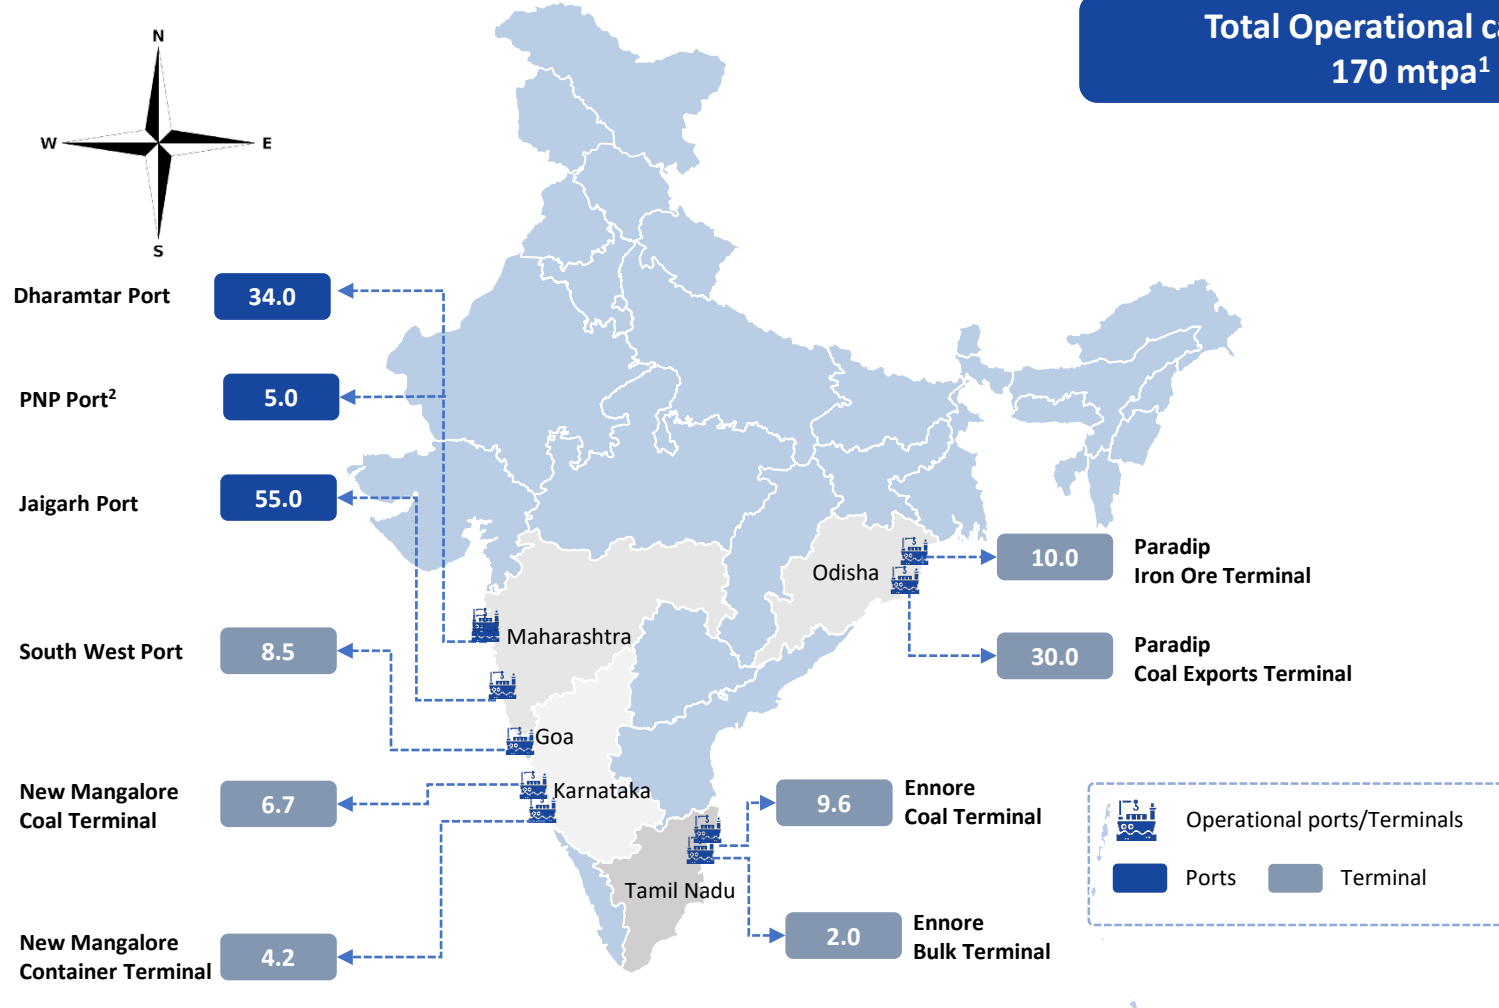 Total Operational ca
170 mtpa1
N
W
E
S
Dharamtar Port
34.0
PNP Port2
5.0
Jaigarh Port
55.0
South West Port
8.5
New Mangalore
Coal Terminal
6.7
New Mangalore
Container Terminal
4.2
Maharashtra
Goa
Karnataka
Tamil Nadu
Odisha
10.0
Paradip
Iron Ore Terminal
30.0
Paradip
Coal Exports Terminal
9.6
Ennore
Coal Terminal
2.0
Ennore
Bulk Terminal
Operational ports/Terminals
Ports
Terminal